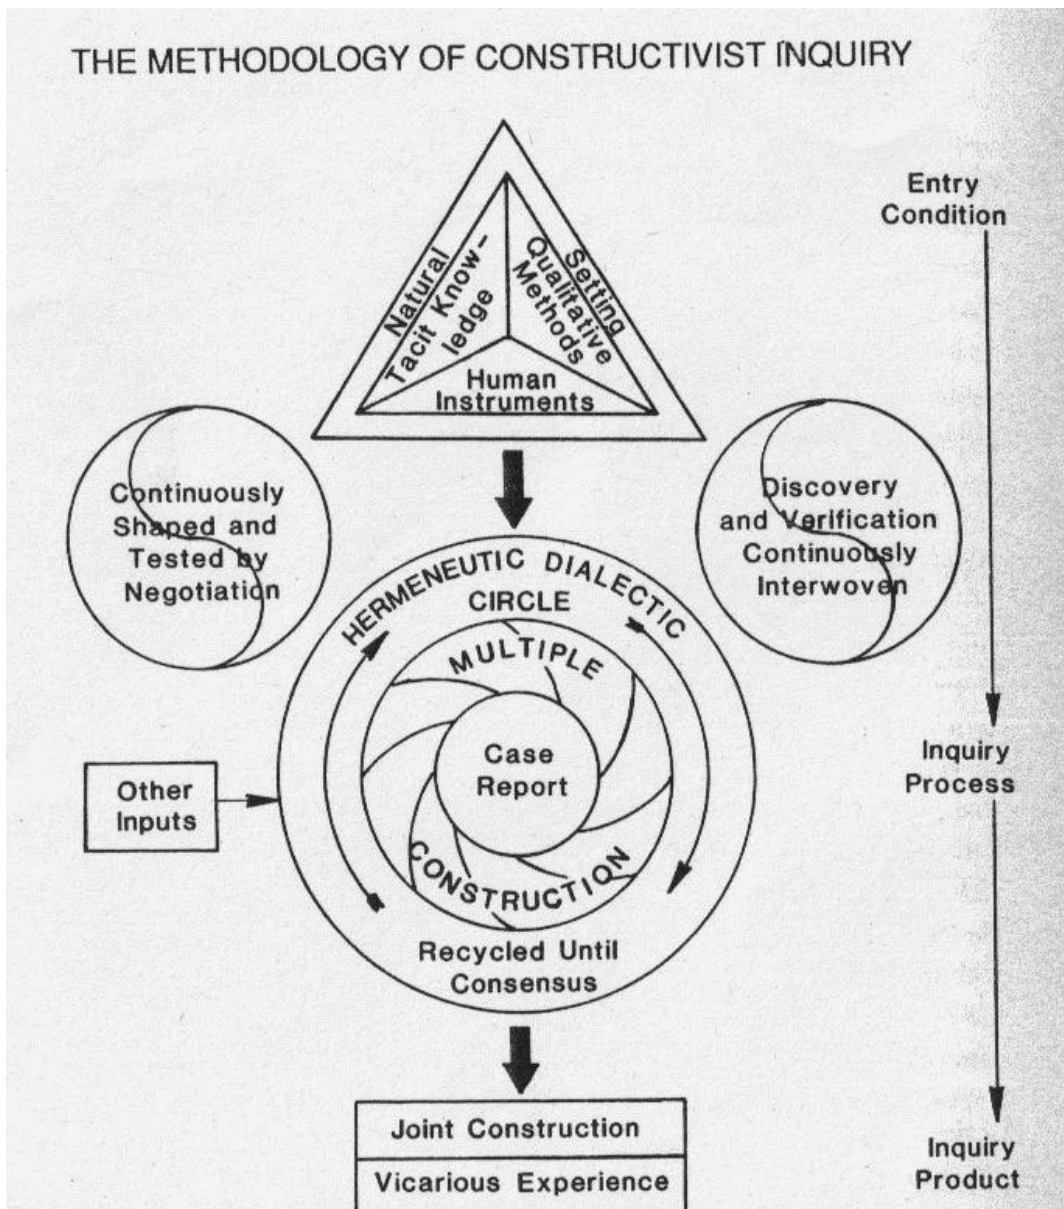 THE METHODOLOGY OF CONSTRUCTIVIST INQUIRY
Entry
Condition
Natural
Setting
Tacit Know-
ledge
Qualitative
Methods
Human
Instruments
Continuously
Shaped and
Tested by
Negotiation
Discovery
and Verification
Continuously
Interwoven
HERMENEUTIC DIALECTIC
CIRCLE
MULTIPLE
Case
Report
CONSTRUCTION
Recycled Until
Consensus
Other
Inputs
Inquiry
Process
Joint Construction
Vicarious Experience
Inquiry
Product